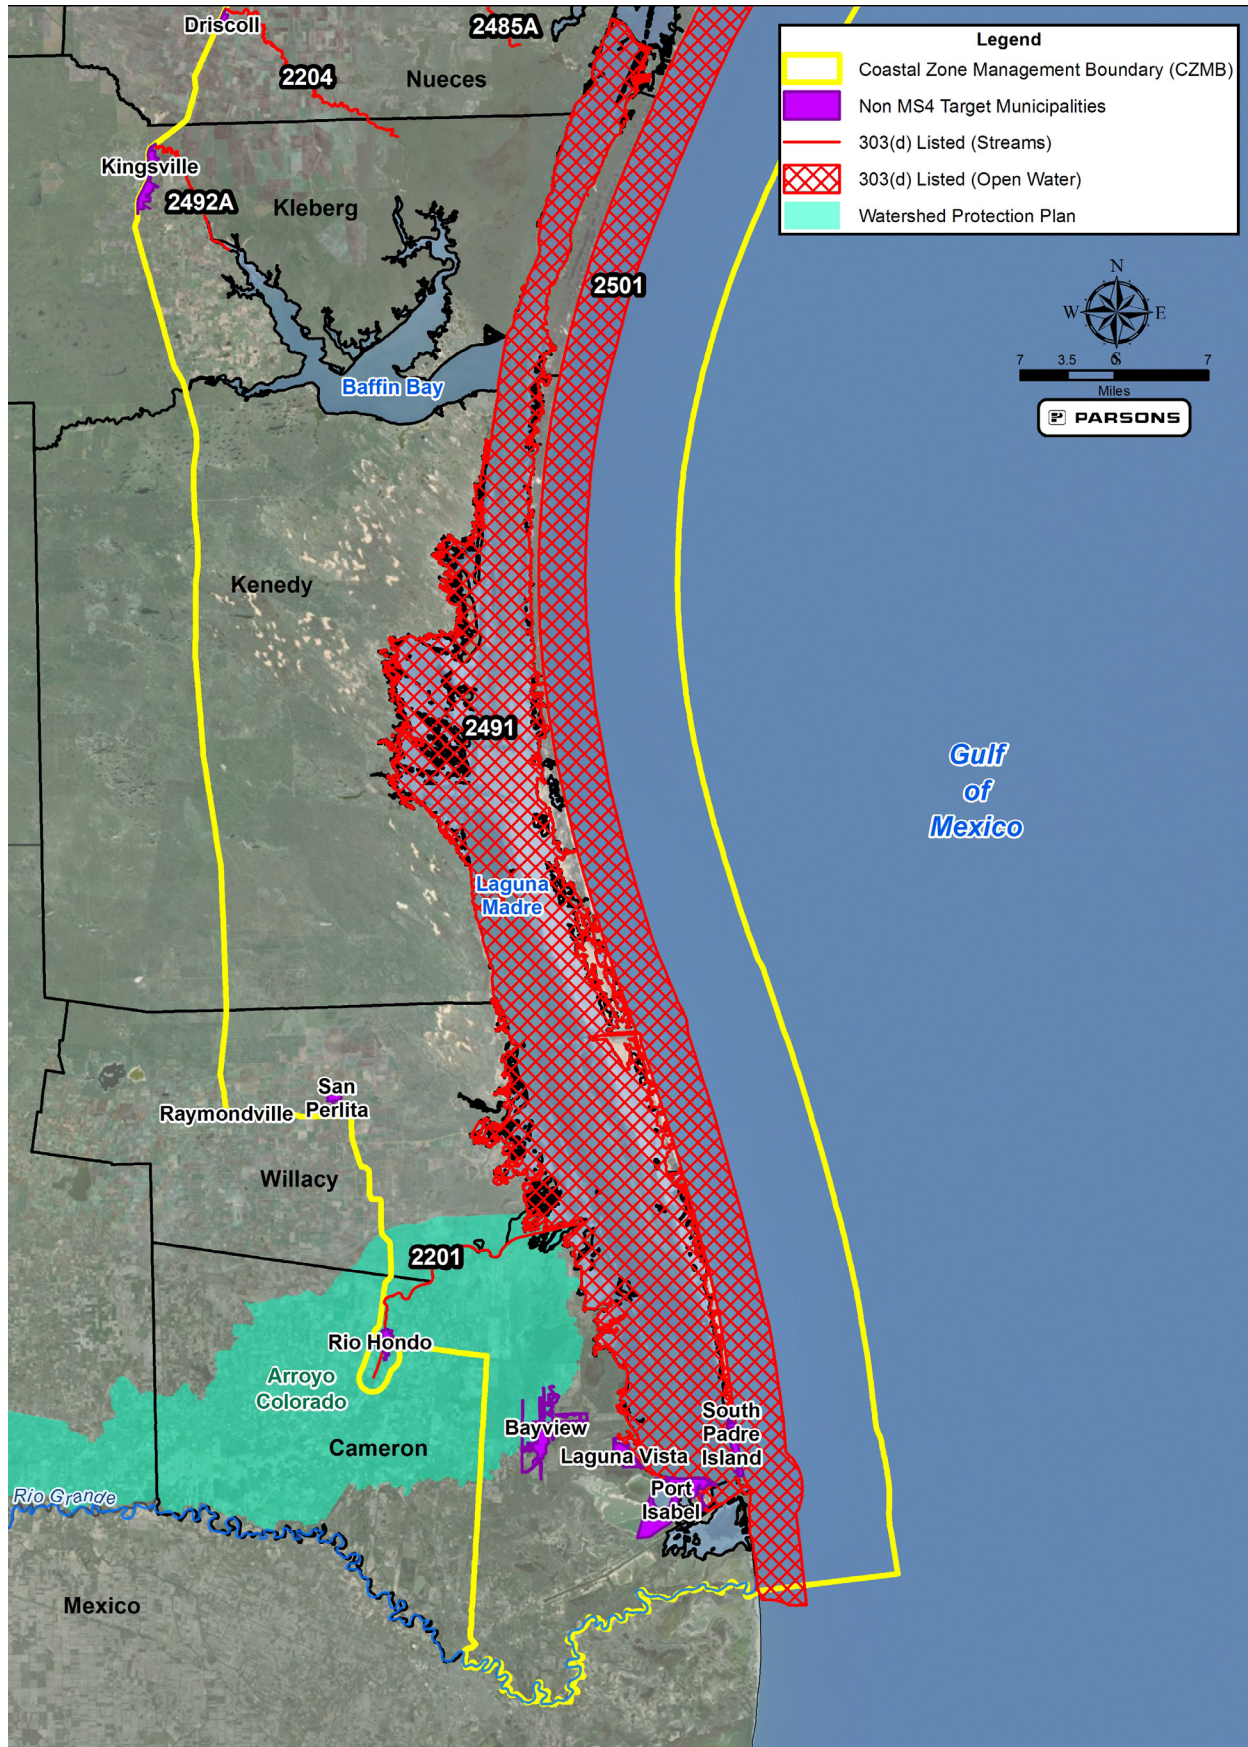 Driscoll
2485A
2204
Nueces
Legend
Coastal Zone Management Boundary (CZMB)
Non MS4 Target Municipalities
303(d) Listed (Streams)
303(d) Listed (Open Water)
Watershed Protection Plan
Kingsville
2492A
Kleberg
2501
N
W
E
S
7
3.5
0
7
Miles
PARSONS
Baffin Bay
Kenedy
2491
Gulf
of
Mexico
Laguna
Madre
San
Perlita
Raymondville
Willacy
2201
Rio Hondo
Arroyo
Colorado
Cameron
Bayview
South
Padre
Island
Laguna Vista
Port
Isabel
Rio Grande
Mexico